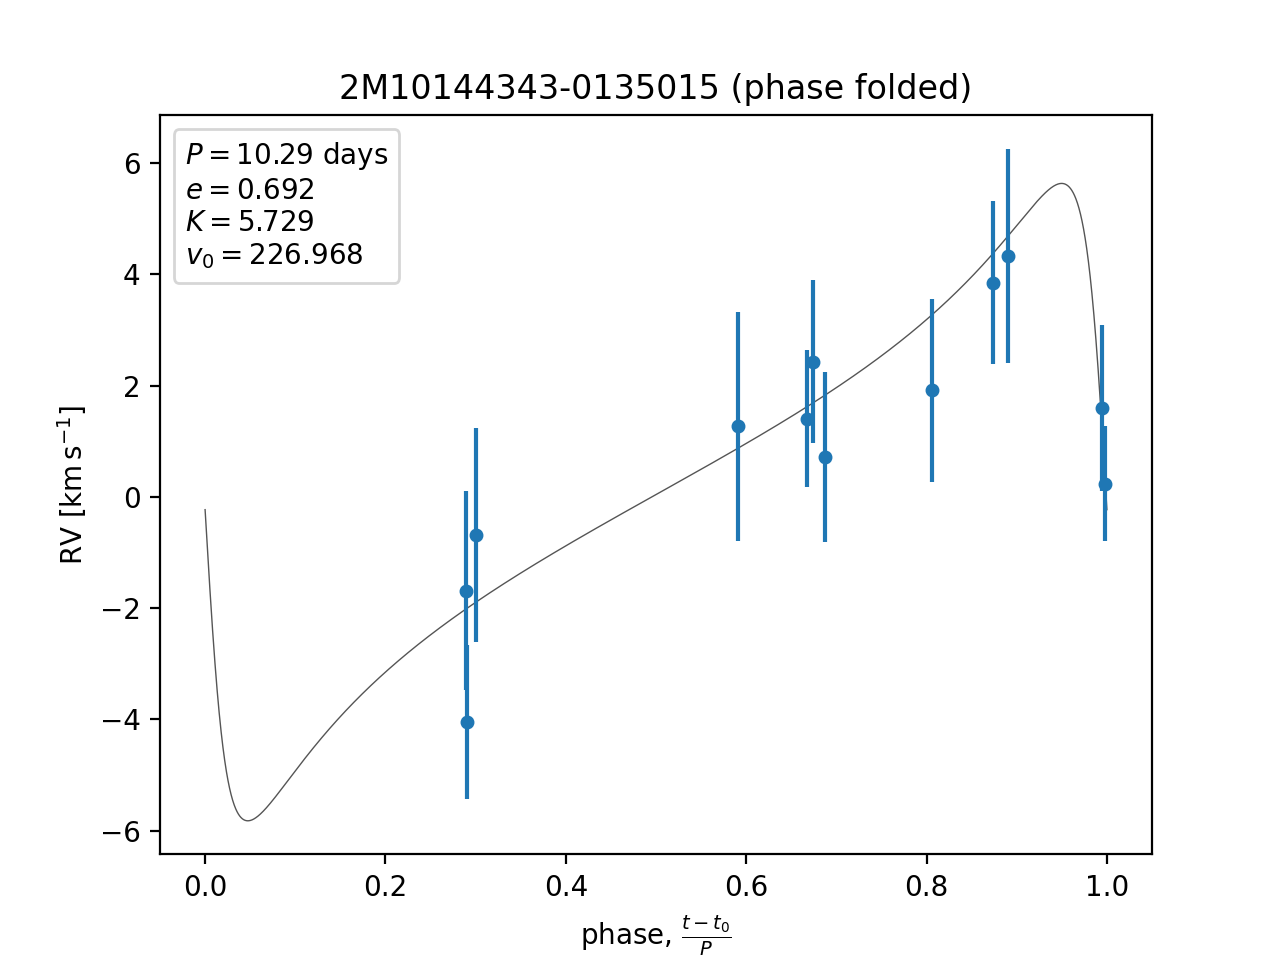 2M10144343-0135015 (phase folded)
P = 10.29 days
e = 0.692
K = 5.729
v₀ = 226.968
6
4
2
0
−2
−4
−6
RV [km s⁻¹]
0.0 0.2 0.4 0.6 0.8 1.0
phase, (t − t₀)/P